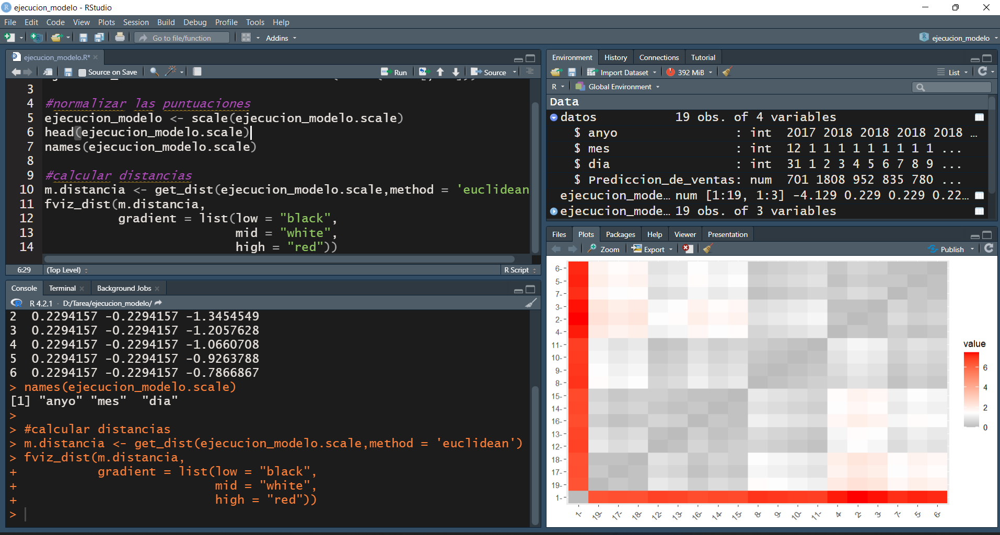 ejecucion_modelo - RStudio
File Edit Code View Plots Session Build Debug Profile Tools Help
Go to file/function Addins ejecucion_modelo
ejecucion_modelo.R*
Source on Save Run Source
3
4 #normalizar las puntuaciones
5 ejecucion_modelo <- scale(ejecucion_modelo.scale)
6 head(ejecucion_modelo.scale)
7 names(ejecucion_modelo.scale)
8
9 #calcular distancias
10 m.distancia <- get_dist(ejecucion_modelo.scale,method = 'euclidean
11 fviz_dist(m.distancia,
12 gradient = list(low = "black",
13 mid = "white",
14 high = "red"))
6:29 (Top Level) R Script
Console Terminal Background Jobs
R 4.2.1 · D:/Tarea/ejecucion_modelo/
2 0.2294157 -0.2294157 -1.3454549
3 0.2294157 -0.2294157 -1.2057628
4 0.2294157 -0.2294157 -1.0660708
5 0.2294157 -0.2294157 -0.9263788
6 0.2294157 -0.2294157 -0.7866867
> names(ejecucion_modelo.scale)
[1] "anyo" "mes" "dia"
>
> #calcular distancias
> m.distancia <- get_dist(ejecucion_modelo.scale,method = 'euclidean')
> fviz_dist(m.distancia,
+ gradient = list(low = "black",
+ mid = "white",
+ high = "red"))
>
Environment History Connections Tutorial
Import Dataset 392 MiB List
R Global Environment
Data
datos 19 obs. of 4 variables
$ anyo : int 2017 2018 2018 2018 2018 ...
$ mes : int 12 1 1 1 1 1 1 1 1 1 ...
$ dia : int 31 1 2 3 4 5 6 7 8 9 ...
$ Prediccion_de_ventas: num 701 1808 952 835 780 ...
ejecucion_mode… num [1:19, 1:3] -4.129 0.229 0.229 0.22…
ejecucion_mode… 19 obs. of 3 variables
Files Plots Packages Help Viewer Presentation
Zoom Export Publish
6-
5-
7-
3-
2-
4-
11-
10-
9-
8-
15-
14-
16-
13-
12-
18-
17-
19-
1-
1- 19- 17- 18- 12- 13- 16- 14- 15- 8- 9- 10- 11- 4- 2- 3- 7- 5- 6-
value
6
4
2
0